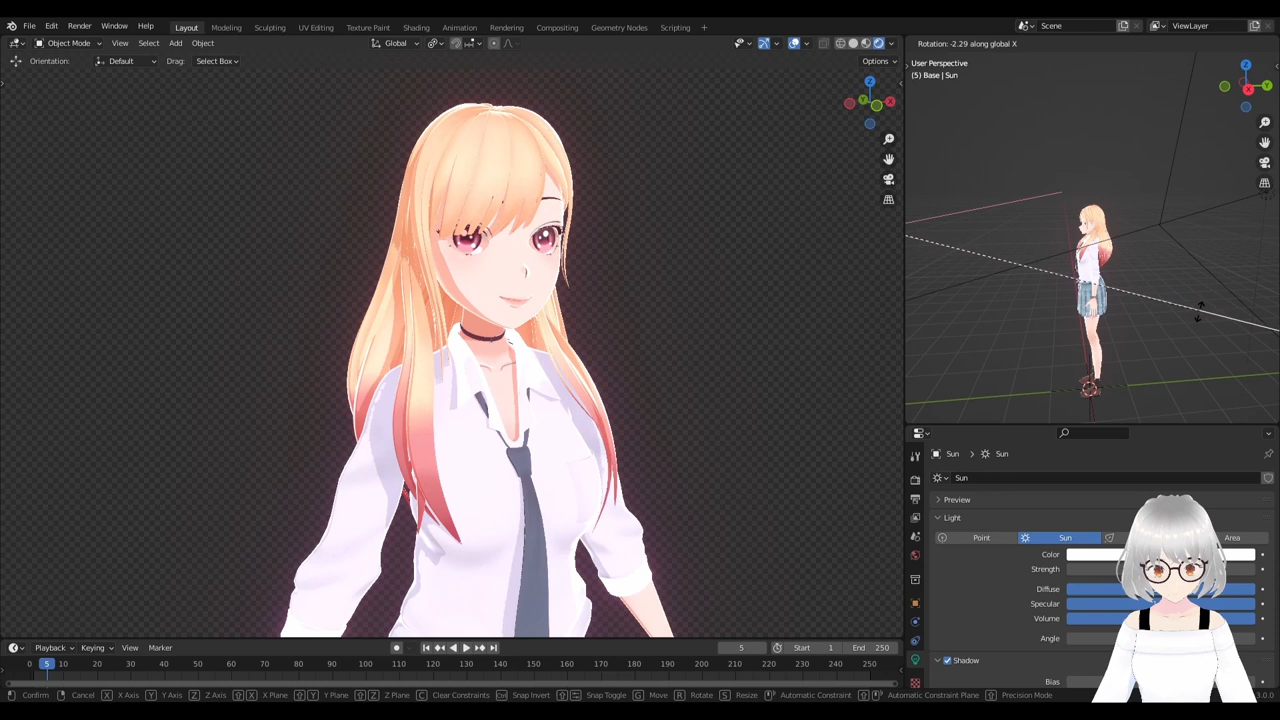 File Edit Render Window Help Layout Modeling Sculpting UV Editing Texture Paint Shading Animation Rendering Compositing Geometry Nodes Scripting + Scene ViewLayer
Object Mode View Select Add Object Global
Rotation: -2.29 along global X
Orientation: Default Drag: Select Box Options
User Perspective
(5) Base | Sun
Z
X
Y
Z
Y
X
Sun > Sun
Sun
Preview
Light
Point Sun Area
Color
Strength
Diffuse
Specular
Volume
Angle
Shadow
Bias
Playback Keying View Marker 5 Start 1 End 250
0 5 10 20 30 40 50 60 70 80 90 100 110 120 130 140 150 160 170 180 190 200 210 220 230 240 250
Confirm Cancel X X Axis Y Y Axis Z Z Axis X X Plane Y Y Plane Z Z Plane C Clear Constraints Snap Invert Snap Toggle G Move R Rotate S Resize Automatic Constraint Automatic Constraint Plane Precision Mode 3.0.0